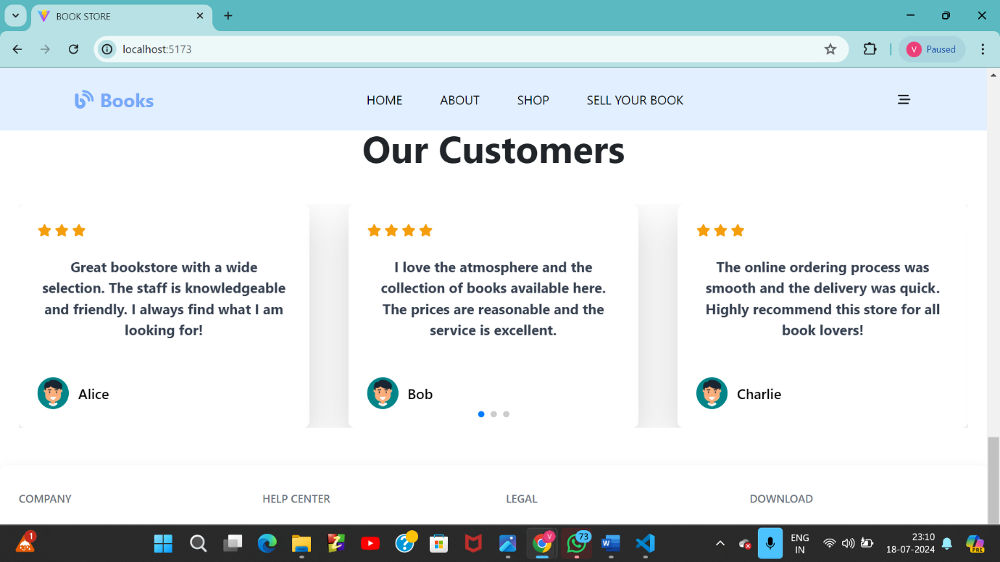 BOOK STORE
localhost:5173
V Paused
Books
HOME ABOUT SHOP SELL YOUR BOOK
Our Customers
Great bookstore with a wide
selection. The staff is knowledgeable
and friendly. I always find what I am
looking for!
Alice
I love the atmosphere and the
collection of books available here.
The prices are reasonable and the
service is excellent.
Bob
The online ordering process was
smooth and the delivery was quick.
Highly recommend this store for all
book lovers!
Charlie
COMPANY HELP CENTER LEGAL DOWNLOAD
1
V
73
W
ENG
IN
23:10
18-07-2024
PRE